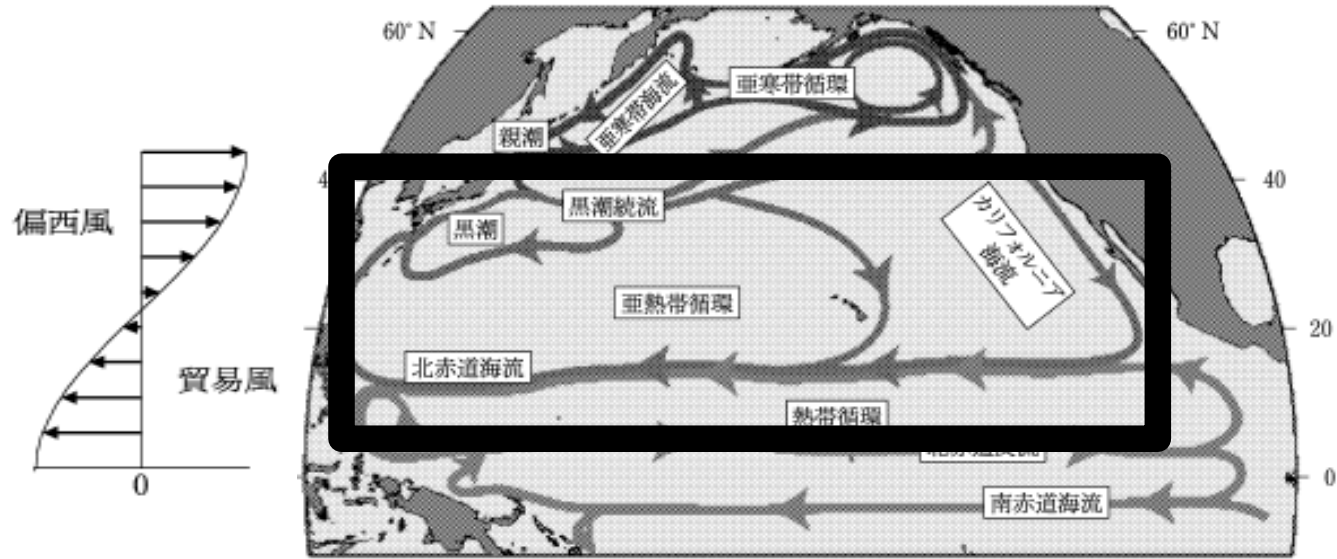 60° N
60° N
亜寒帯循環
亜寒帯海流
親潮
4
40
偏西風
黒潮続流
黒潮
カリフォルニア
海流
亜熱帯循環
20
北赤道海流
貿易風
熱帯循環
0
0
南赤道海流